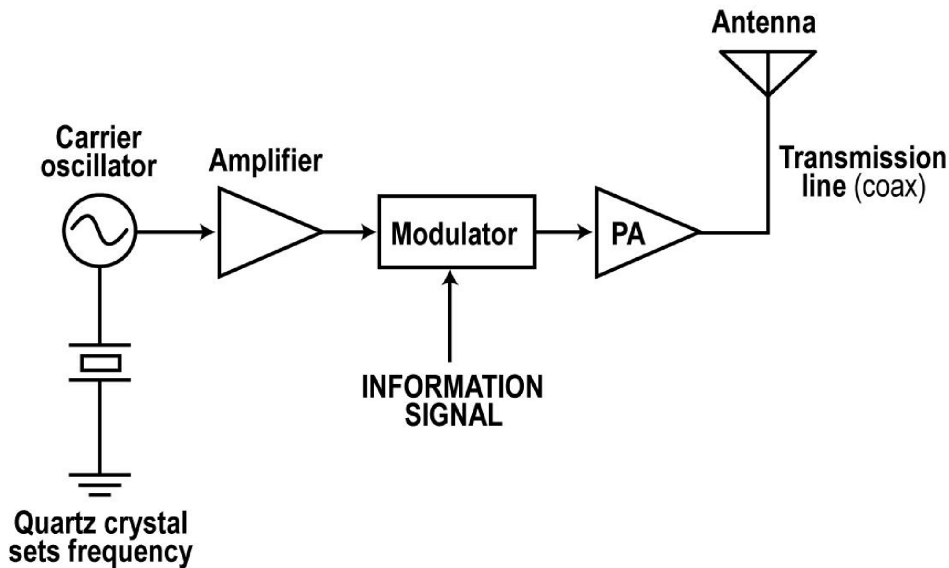 Antenna
Carrier
oscillator
Amplifier
Transmission
line (coax)
Modulator
PA
INFORMATION
SIGNAL
Quartz crystal
sets frequency